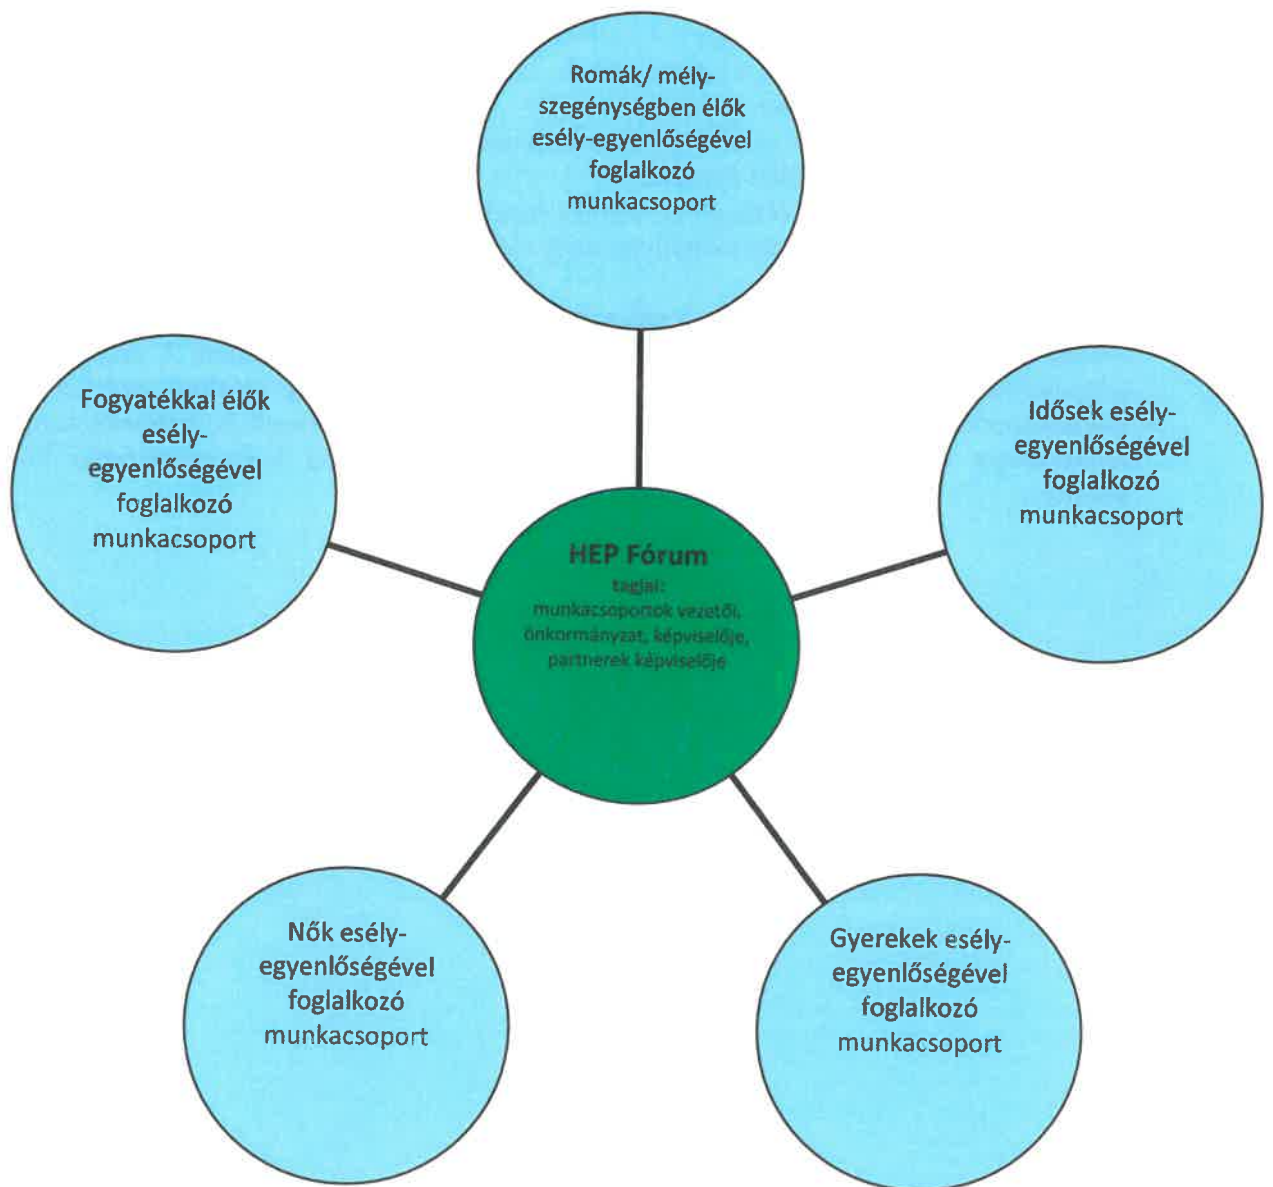 Romák/ mély-
szegénységben élők
esély-egyenlőségével
foglalkozó
munkacsoport
Fogyatékkal élők
esély-
egyenlőségével
foglalkozó
munkacsoport
Idősek esély-
egyenlőségével
foglalkozó
munkacsoport
HEP Fórum
tagjai:
munkacsoportok vezetői,
önkormányzat, képviselője,
partnerek képviselője
Nők esély-
egyenlőségével
foglalkozó
munkacsoport
Gyerekek esély-
egyenlőségével
foglalkozó
munkacsoport